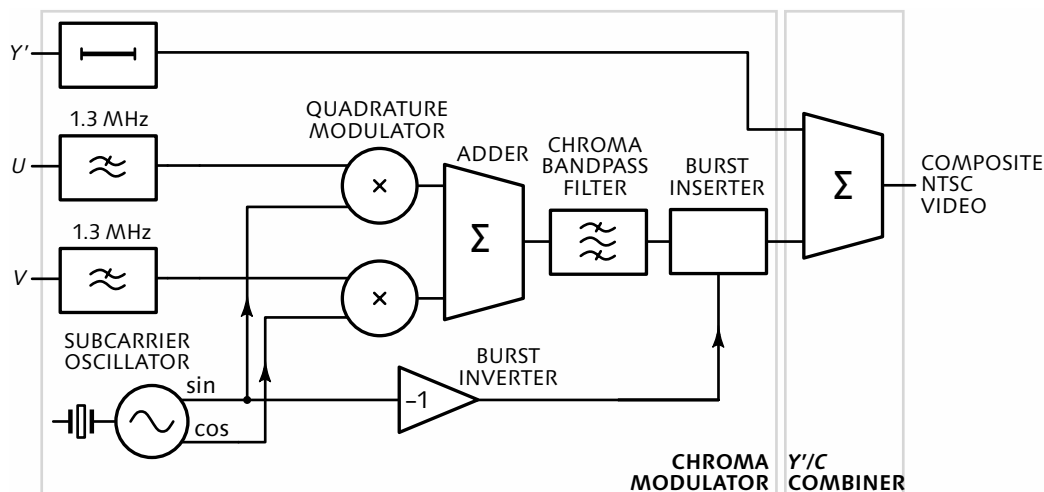 Y'
1.3 MHz
U
1.3 MHz
V
QUADRATURE
MODULATOR
×
×
ADDER
Σ
CHROMA
BANDPASS
FILTER
BURST
INSERTER
Σ
COMPOSITE
NTSC
VIDEO
SUBCARRIER
OSCILLATOR
sin
cos
–1
BURST
INVERTER
CHROMA
MODULATOR
Y'/C
COMBINER